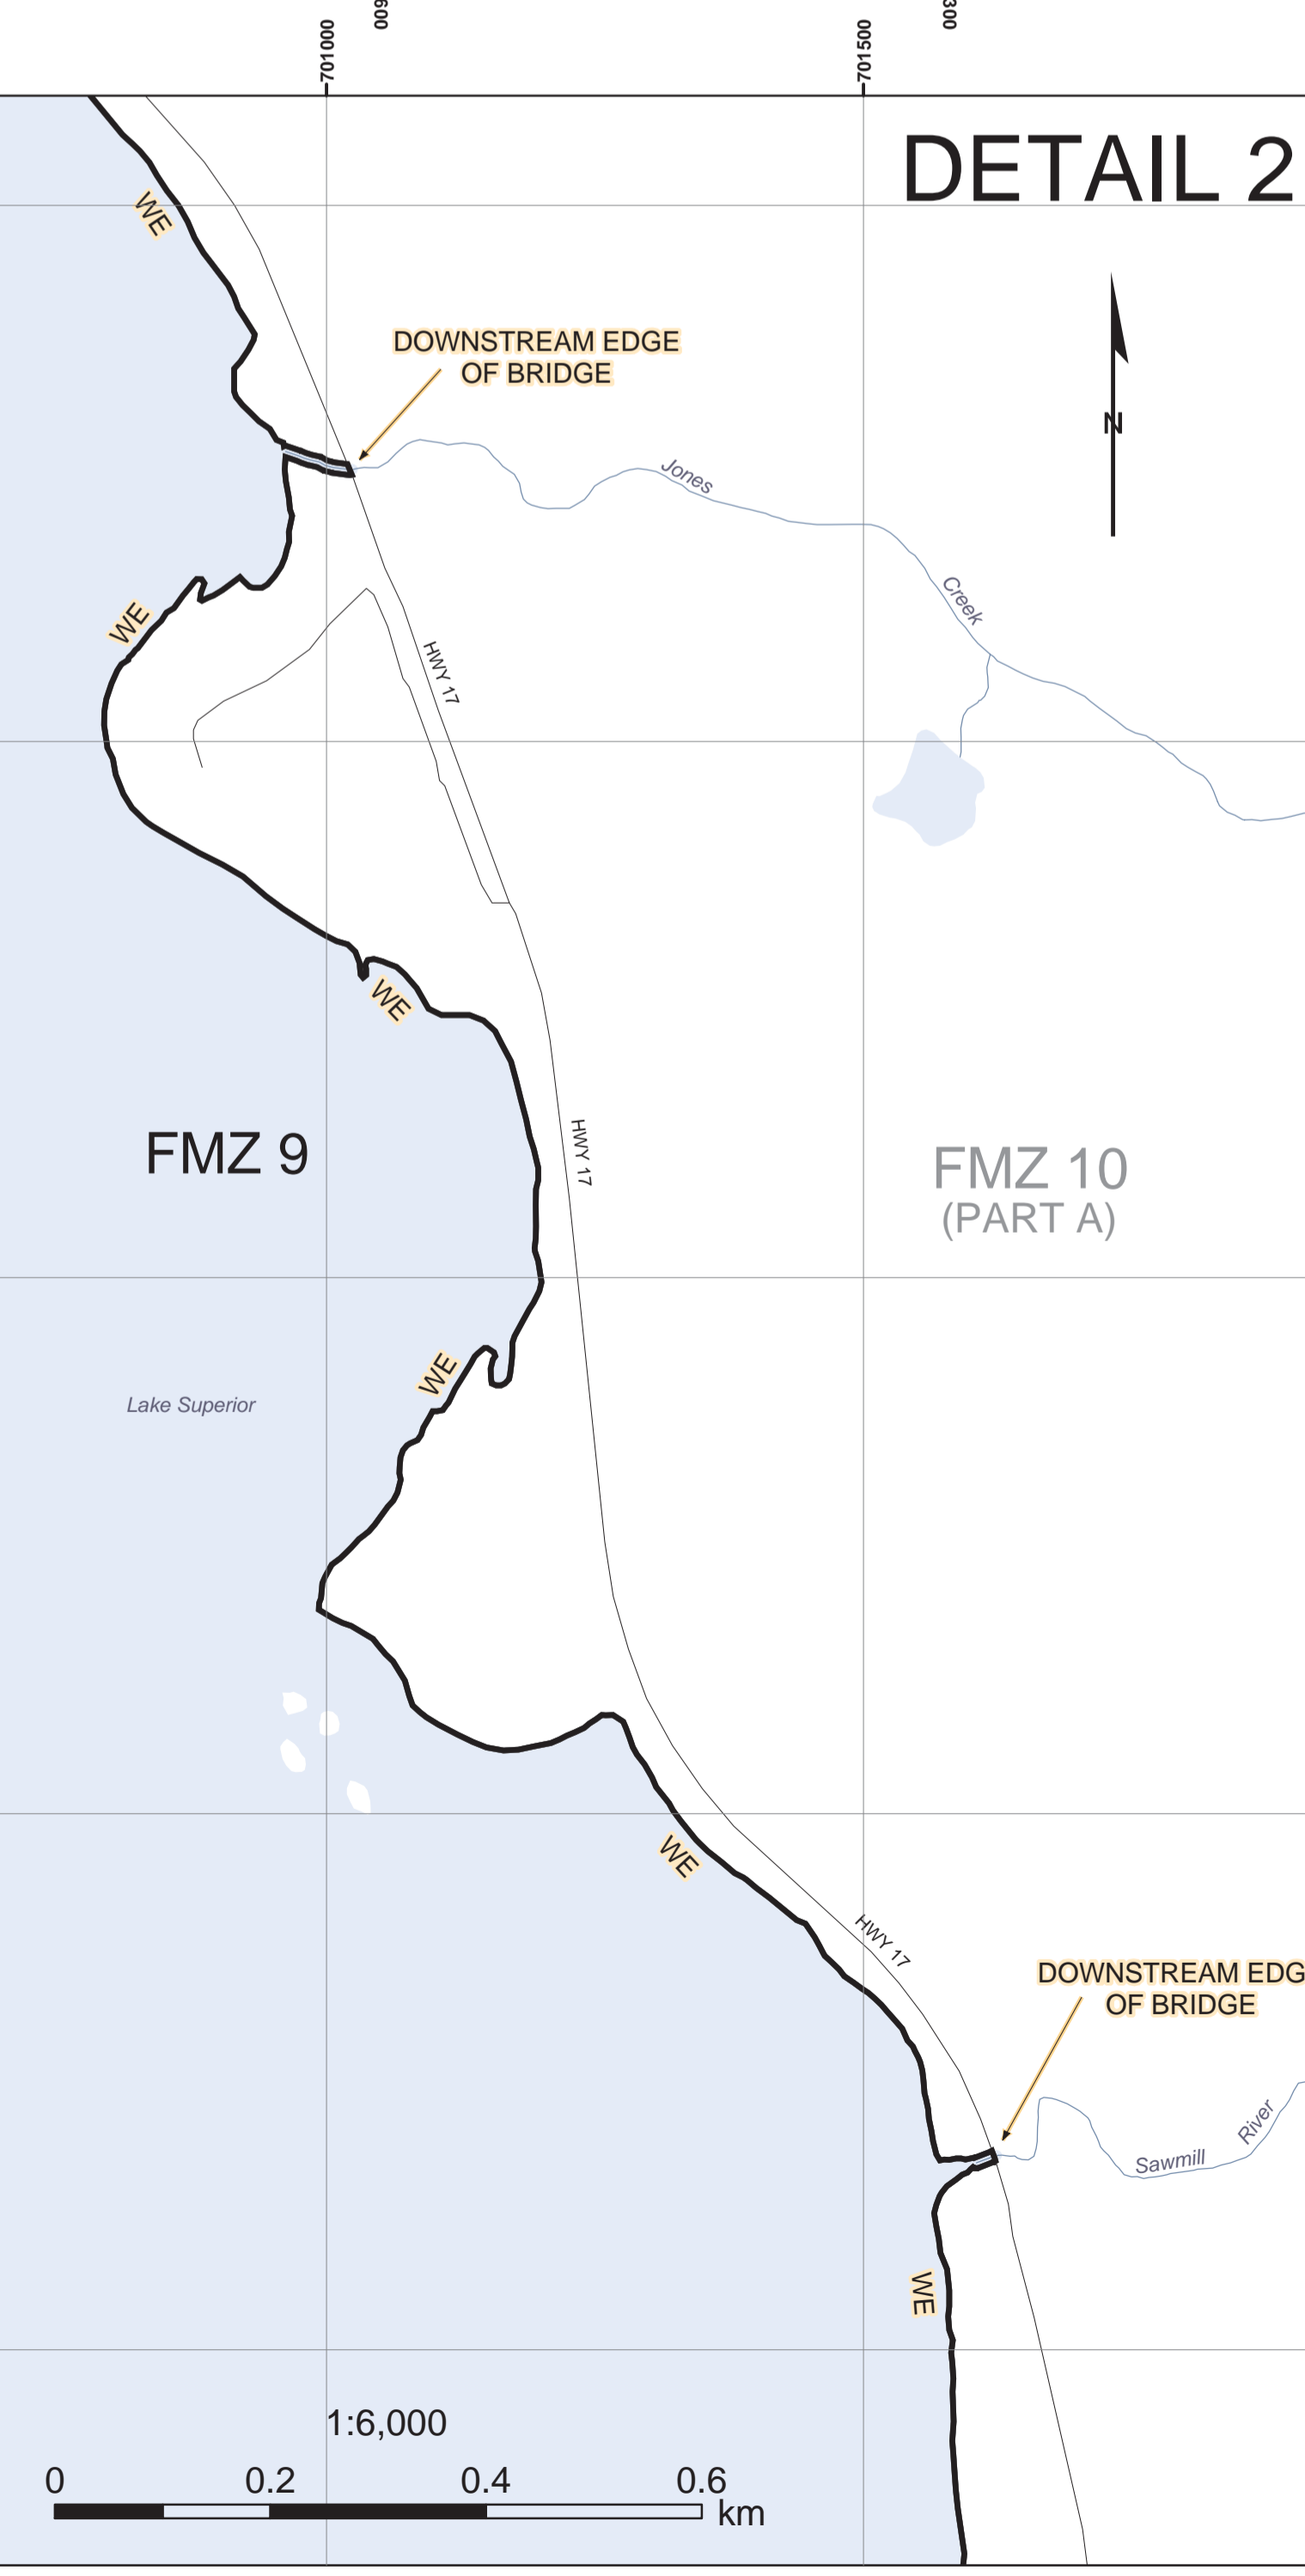 701000
701500
DETAIL 2
WE
DOWNSTREAM EDGE
OF BRIDGE
N
Jones
Creek
WE
HWY 17
WE
HWY 17
FMZ 9
FMZ 10
(PART A)
WE
Lake Superior
WE
HWY 17
DOWNSTREAM EDG
OF BRIDGE
River
Sawmill
WE
1:6,000
0 0.2 0.4 0.6
km